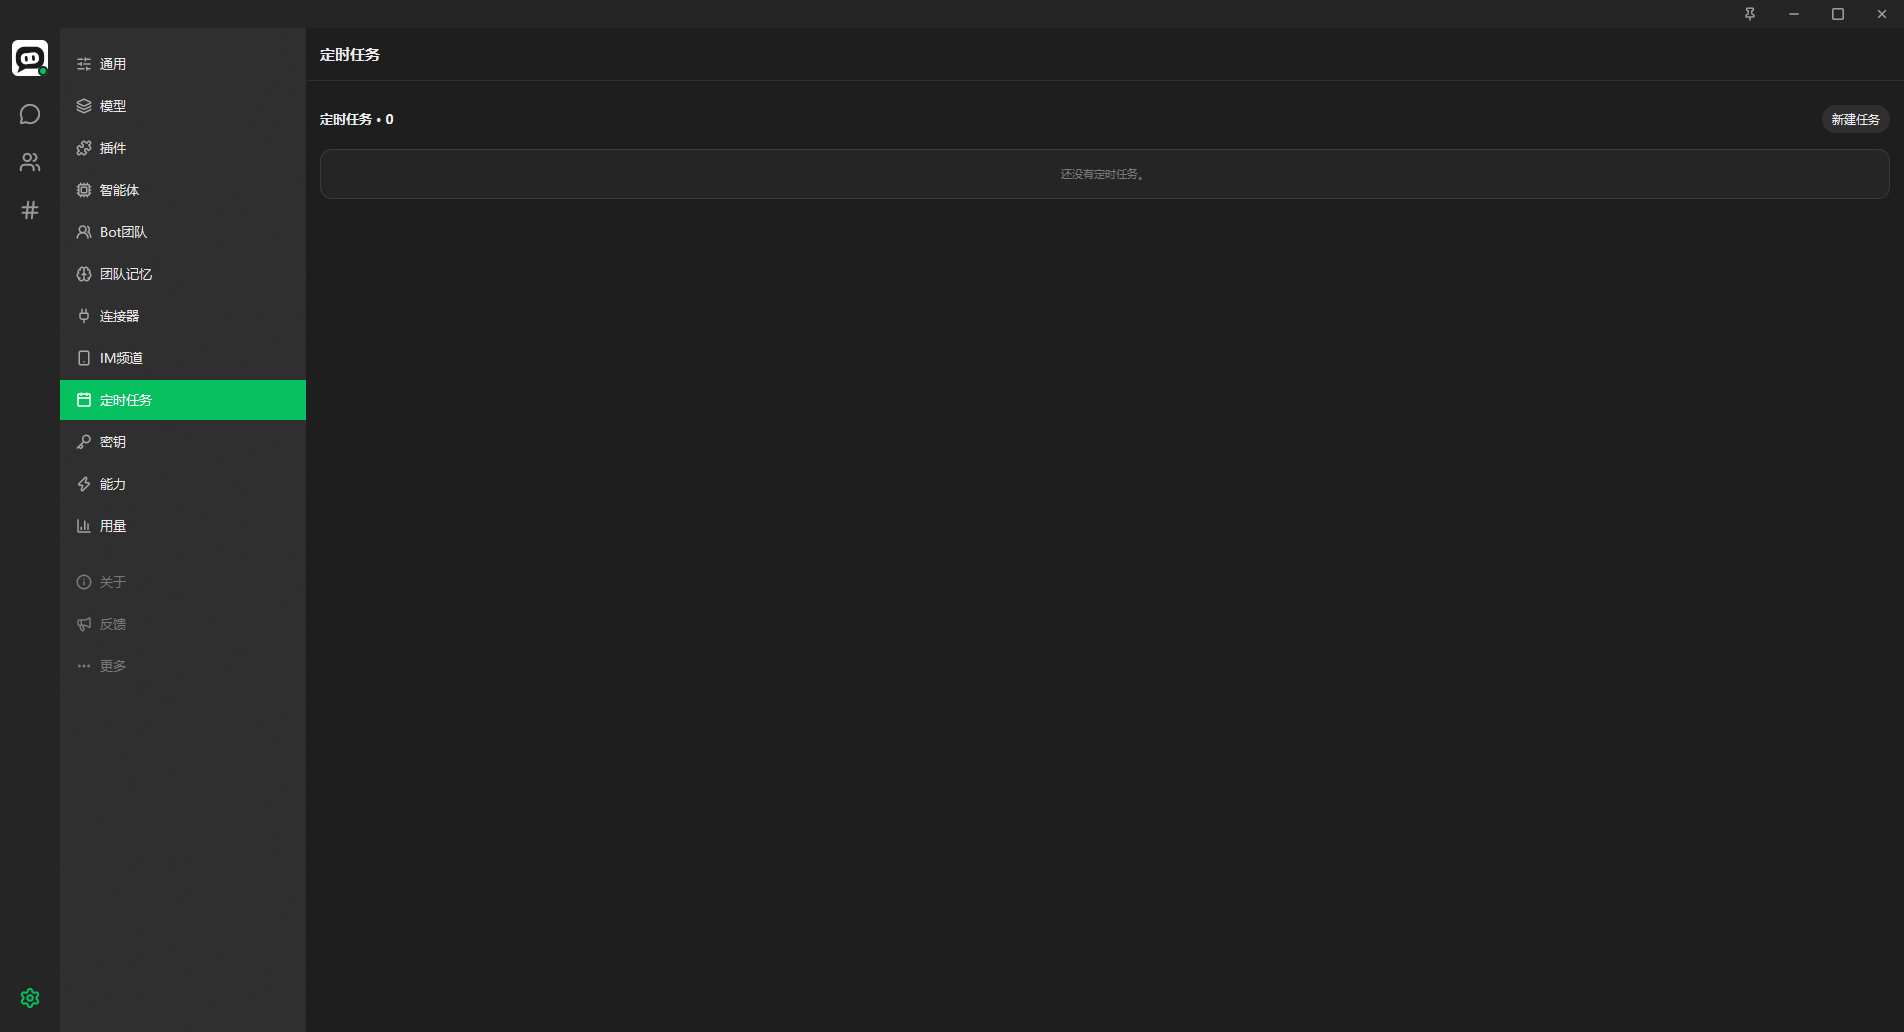 通用
模型
插件
智能体
Bot团队
团队记忆
连接器
IM频道
定时任务
密钥
能力
用量
关于
反馈
更多
定时任务
定时任务 • 0
新建任务
还没有定时任务。